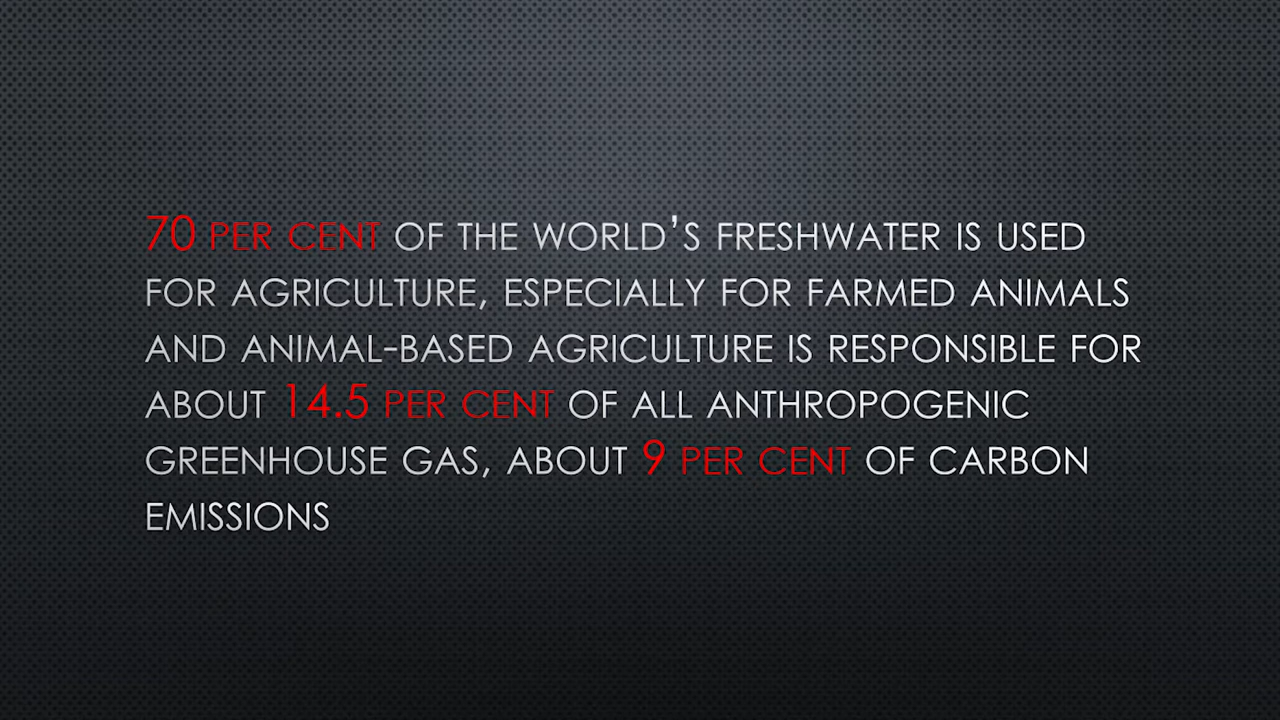 70 PER CENT OF THE WORLD'S FRESHWATER IS USED
FOR AGRICULTURE, ESPECIALLY FOR FARMED ANIMALS
AND ANIMAL-BASED AGRICULTURE IS RESPONSIBLE FOR
ABOUT 14.5 PER CENT OF ALL ANTHROPOGENIC
GREENHOUSE GAS, ABOUT 9 PER CENT OF CARBON
EMISSIONS